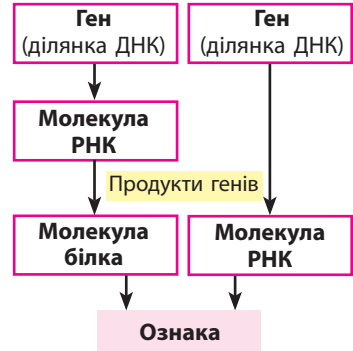 Ген
(ділянка ДНК)
Ген
(ділянка ДНК)
Молекула
РНК
Продукти генів
Молекула
білка
Молекула
РНК
Ознака